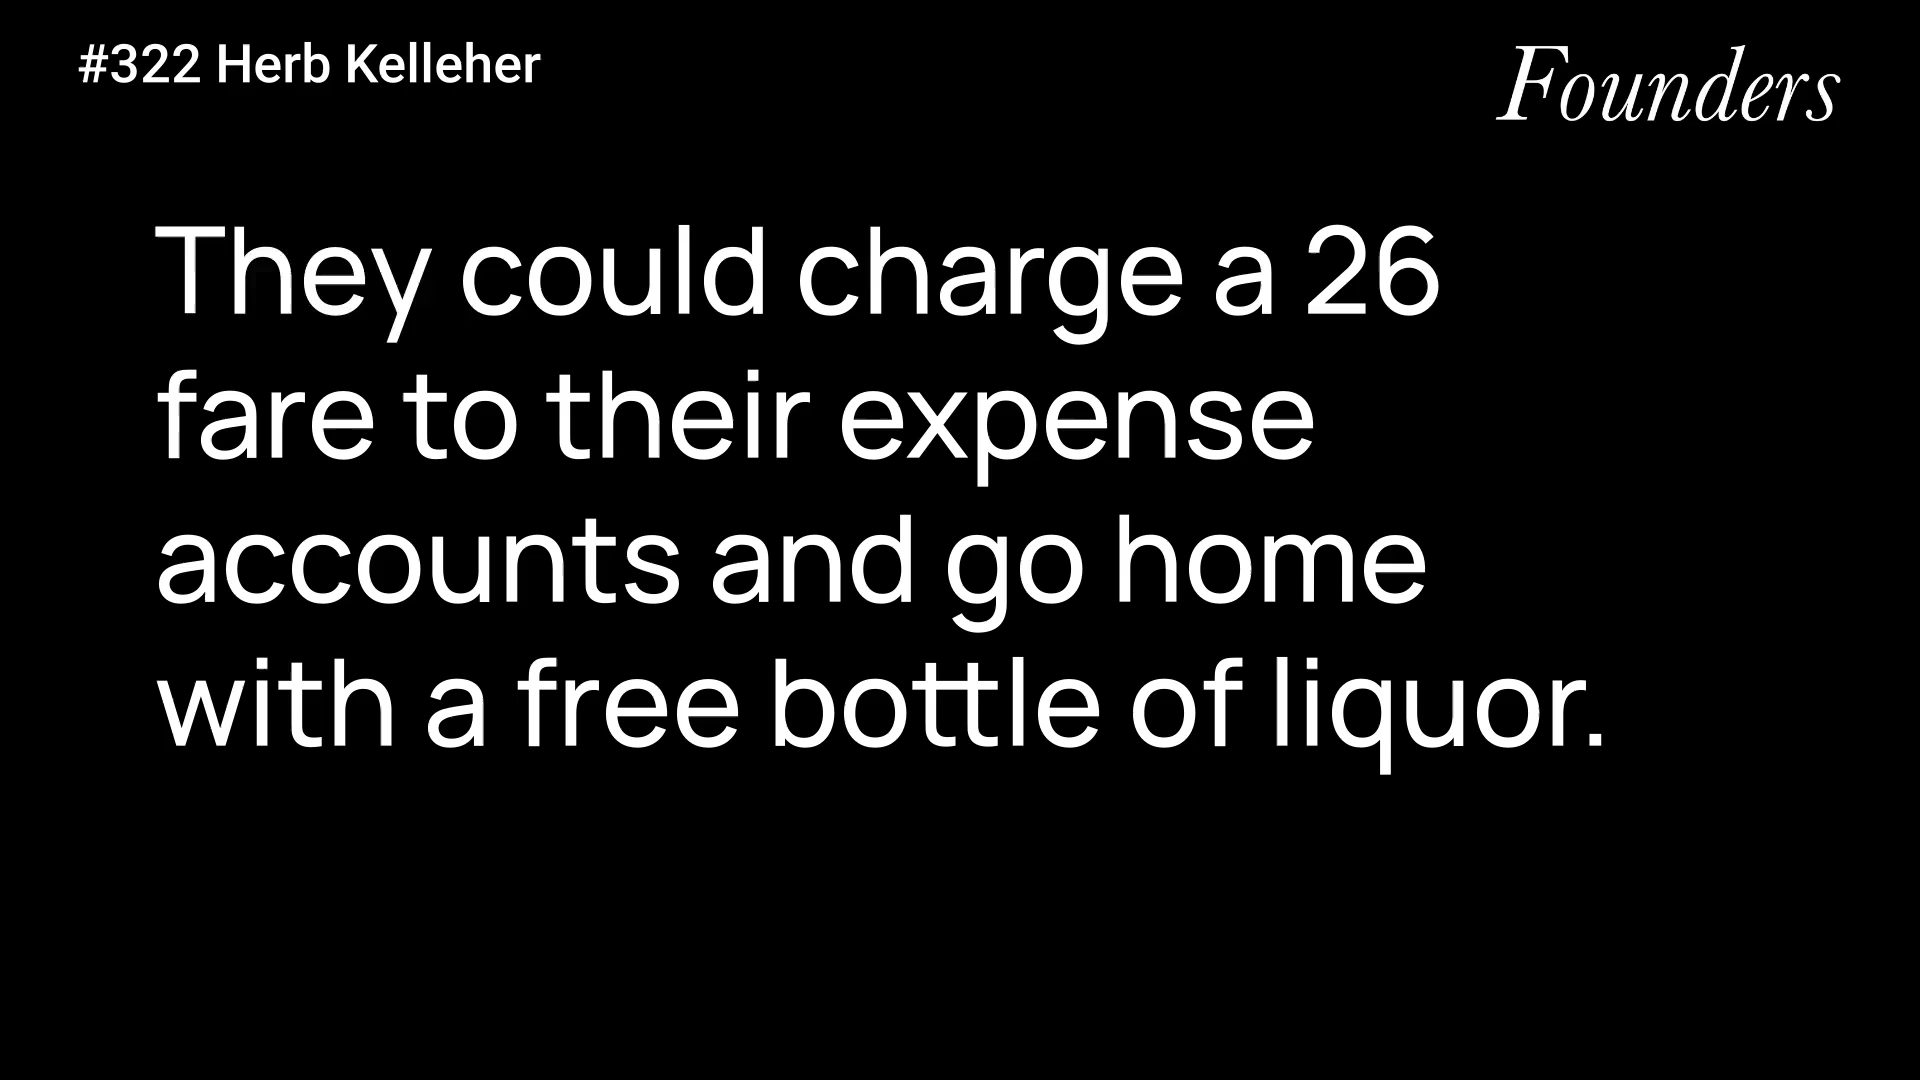 #322 Herb Kelleher
Founders
They could charge a 26
fare to their expense
accounts and go home
with a free bottle of liquor.